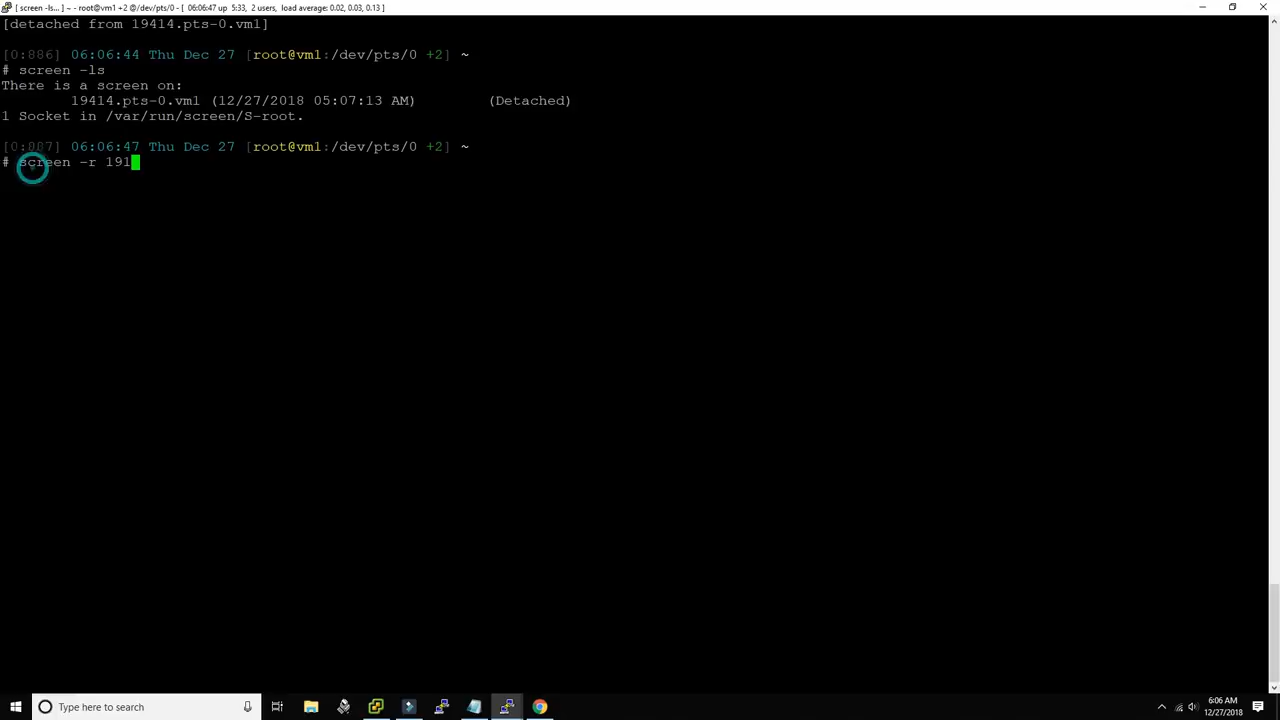 [ screen -ls... ] ~ - root@vm1 +2 @/dev/pts/0 - [ 06:06:47 up 5:33, 2 users, load average: 0.02, 0.03, 0.13 ]
[detached from 19414.pts-0.vm1]
[0:886] 06:06:44 Thu Dec 27 [root@vm1:/dev/pts/0 +2] ~
# screen -ls
There is a screen on:
19414.pts-0.vm1 (12/27/2018 05:07:13 AM) (Detached)
1 Socket in /var/run/screen/S-root.
[0:887] 06:06:47 Thu Dec 27 [root@vm1:/dev/pts/0 +2] ~
# screen -r 191
Type here to search
6:06 AM
12/27/2018